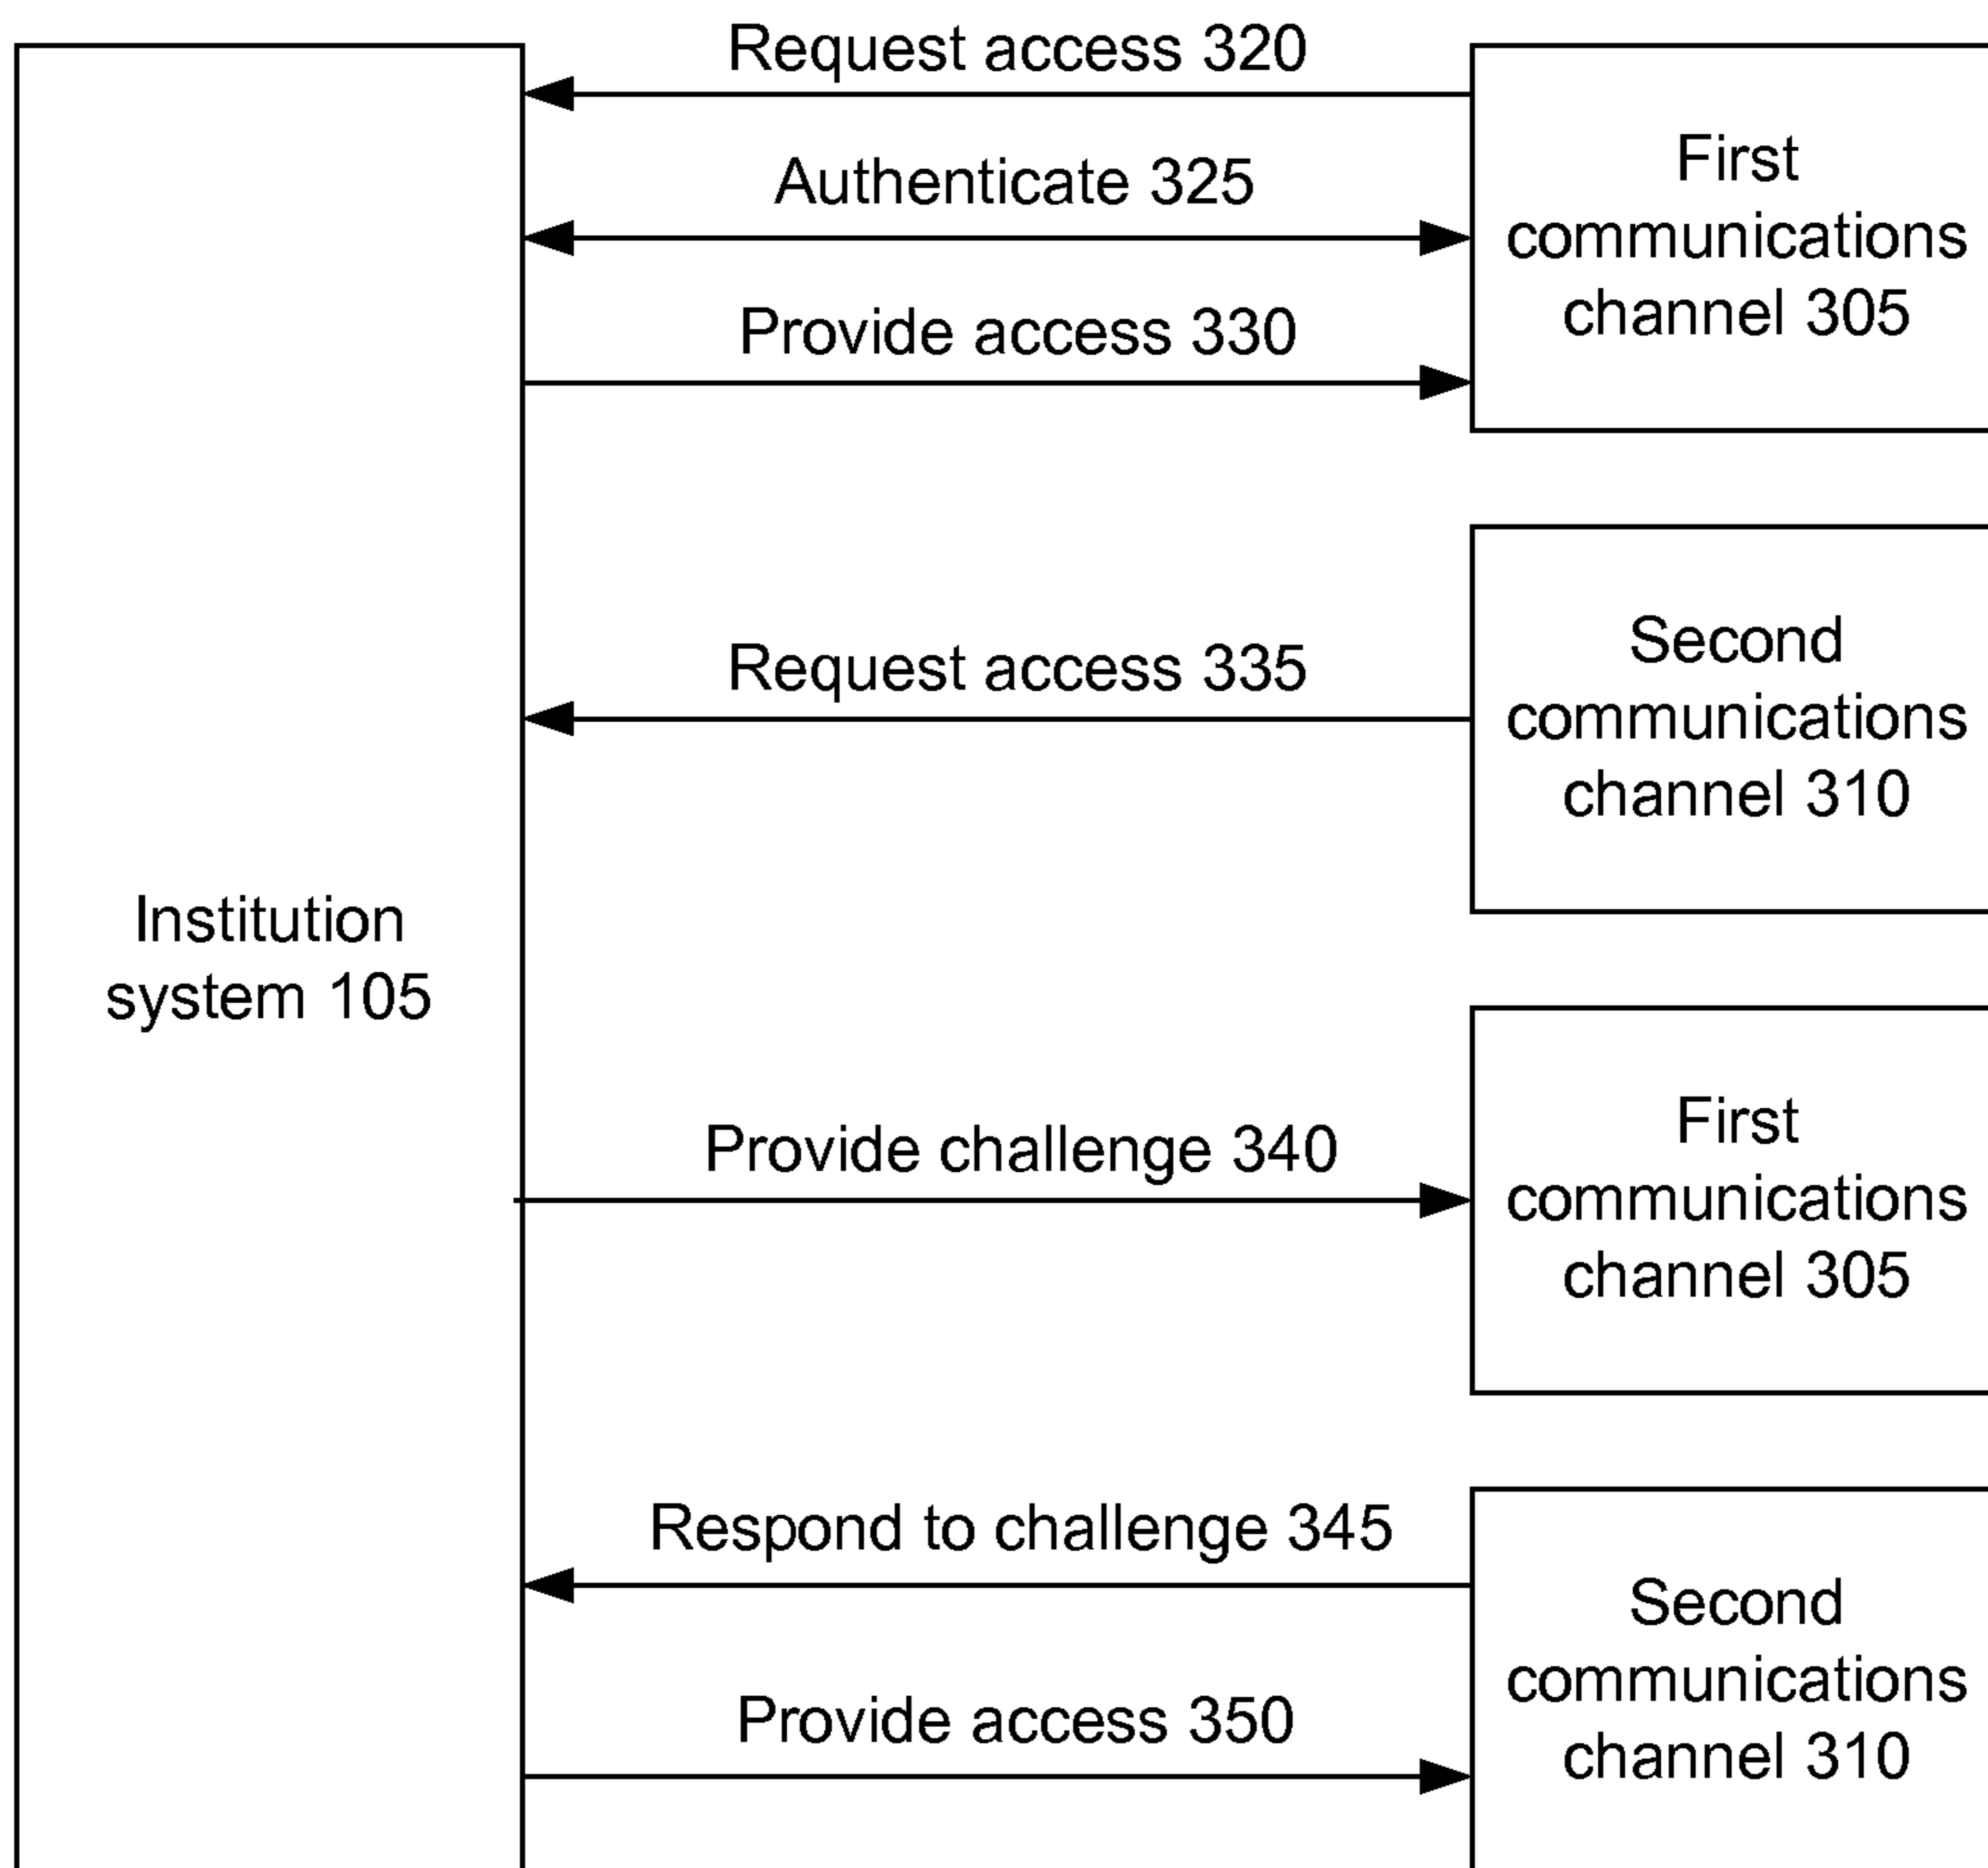 Request access 320
Authenticate 325
Provide access 330
First
communications
channel 305
Request access 335
Second
communications
channel 310
Institution
system 105
Provide challenge 340
First
communications
channel 305
Respond to challenge 345
Provide access 350
Second
communications
channel 310